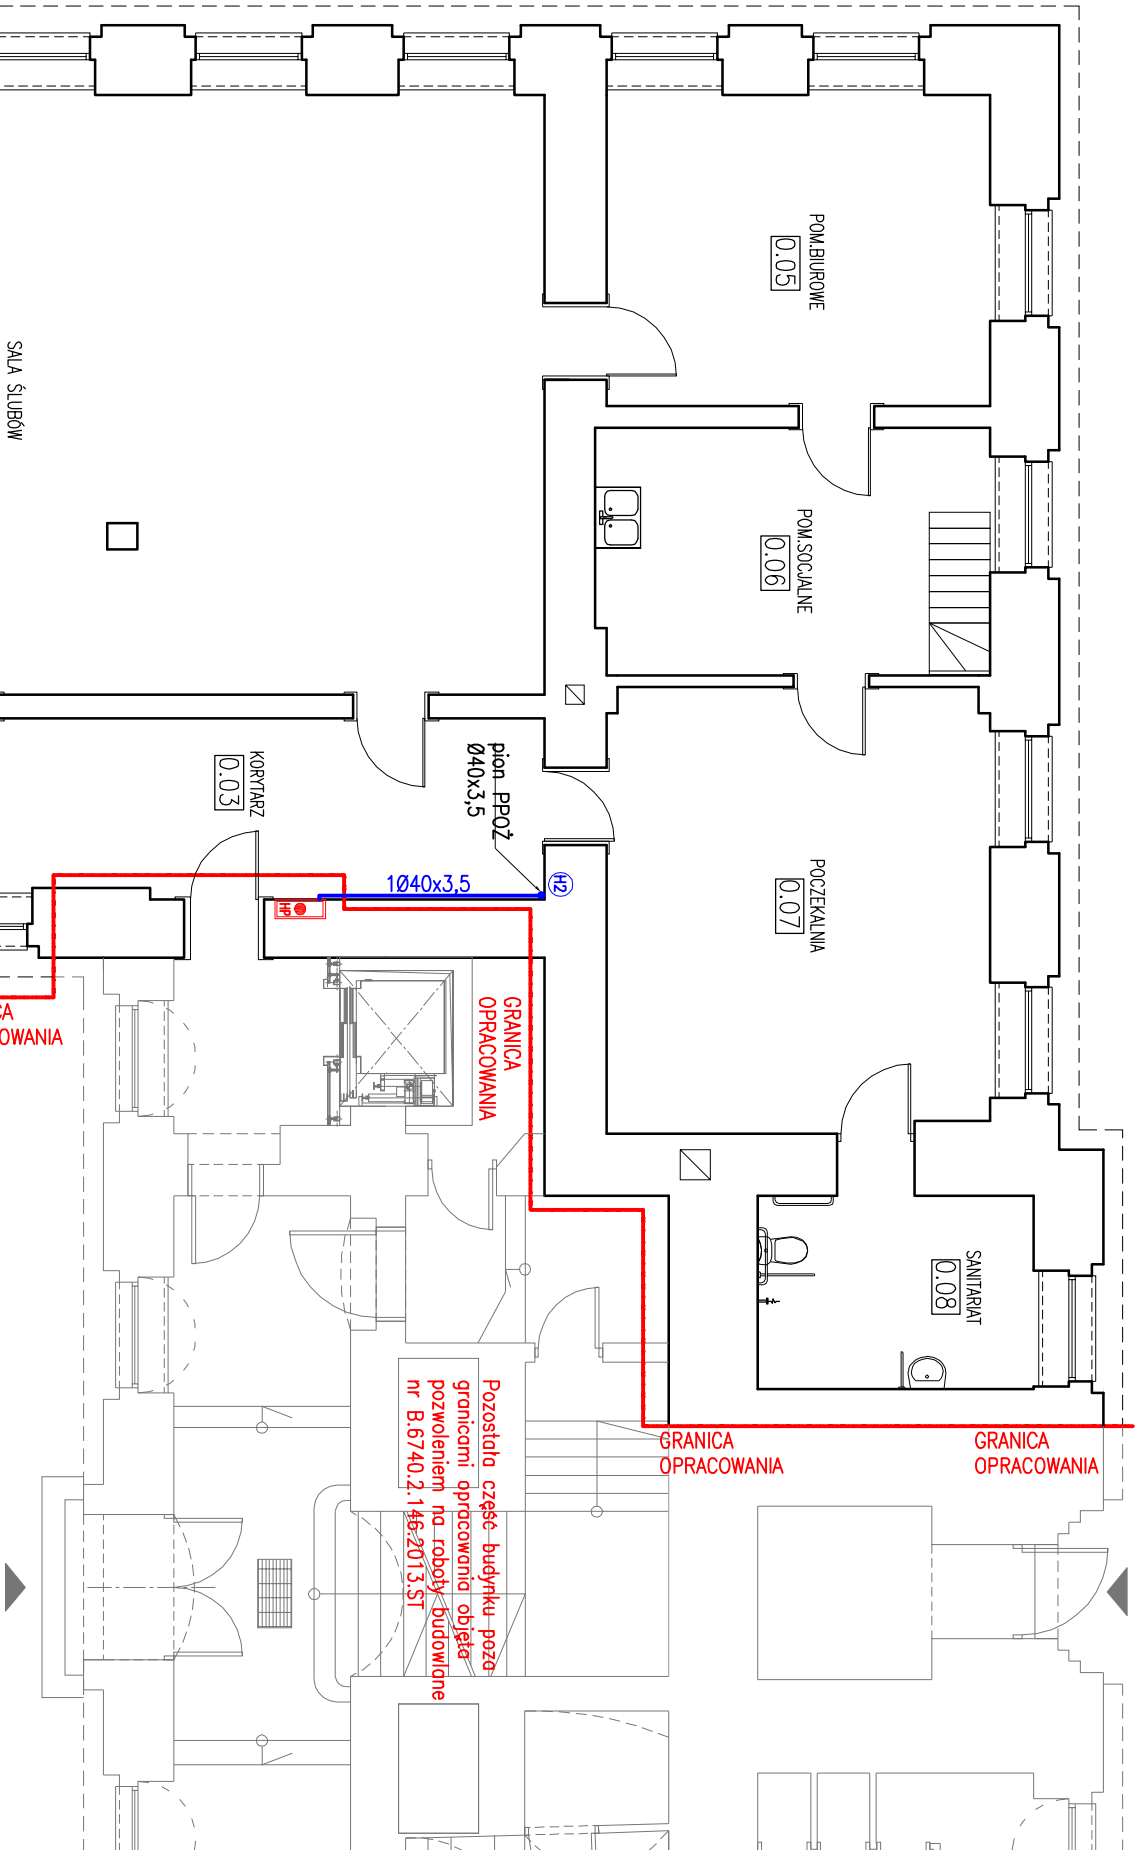 POM.BIUROWE
0.05
SALA ŚLUBÓW
POM.SOCJALNE
0.06
KORYTARZ
0.03
pion PPOŻ
Ø40x3,5
1Ø40x3,5
H2
HP
POCZEKALNIA
0.07
GRANICA
OPRACOWANIA
CA
OWANIA
SANITARIAT
0.08
Pozostała część budynku poza
granicami opracowania objęta
pozwoleniem na roboty budowlane
nr B.6740.2.146.2013.ST
GRANICA
OPRACOWANIA
GRANICA
OPRACOWANIA